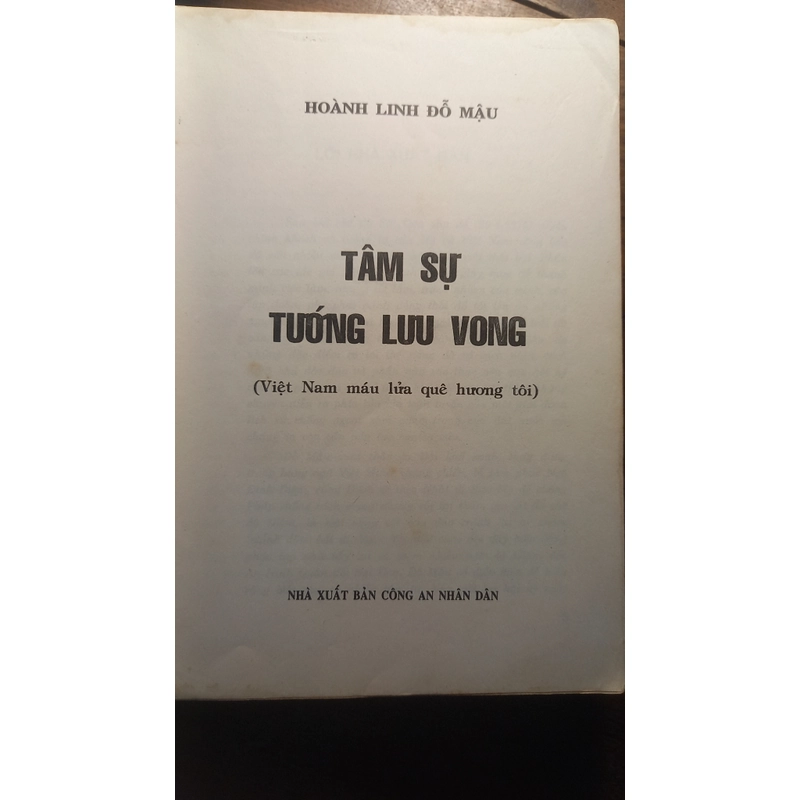 HOÀNH LINH ĐỖ MẬU
TÂM SỰ
TƯỚNG LƯU VONG
(Việt Nam máu lửa quê hương tôi)
NHÀ XUẤT BẢN CÔNG AN NHÂN DÂN